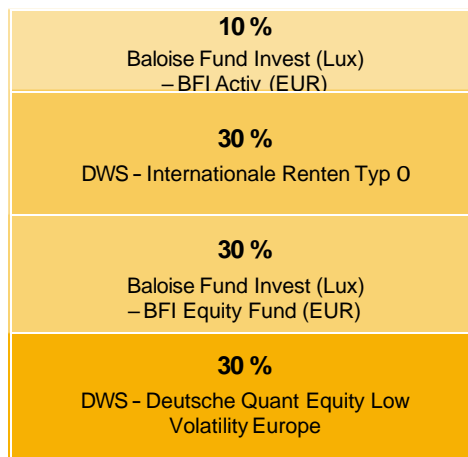 10 %
Baloise Fund Invest (Lux)
– BFI Activ (EUR)
30 %
DWS – Internationale Renten Typ O
30 %
Baloise Fund Invest (Lux)
– BFI Equity Fund (EUR)
30 %
DWS – Deutsche Quant Equity Low
Volatility Europe